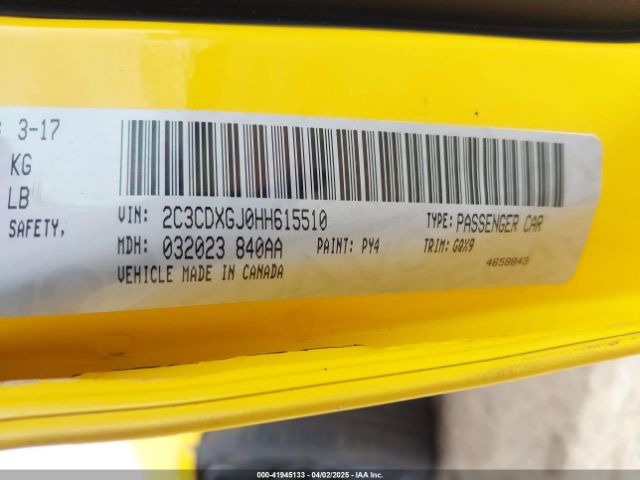 3-17
KG
LB
SAFETY,
VIN: 2C3CDXGJ0HH615510 TYPE: PASSENGER CAR
MDH: 032023 840AA PAINT: PY4 TRIM: GQX9
VEHICLE MADE IN CANADA 4658843
000-41945133 - 04/02/2025 - IAA Inc.